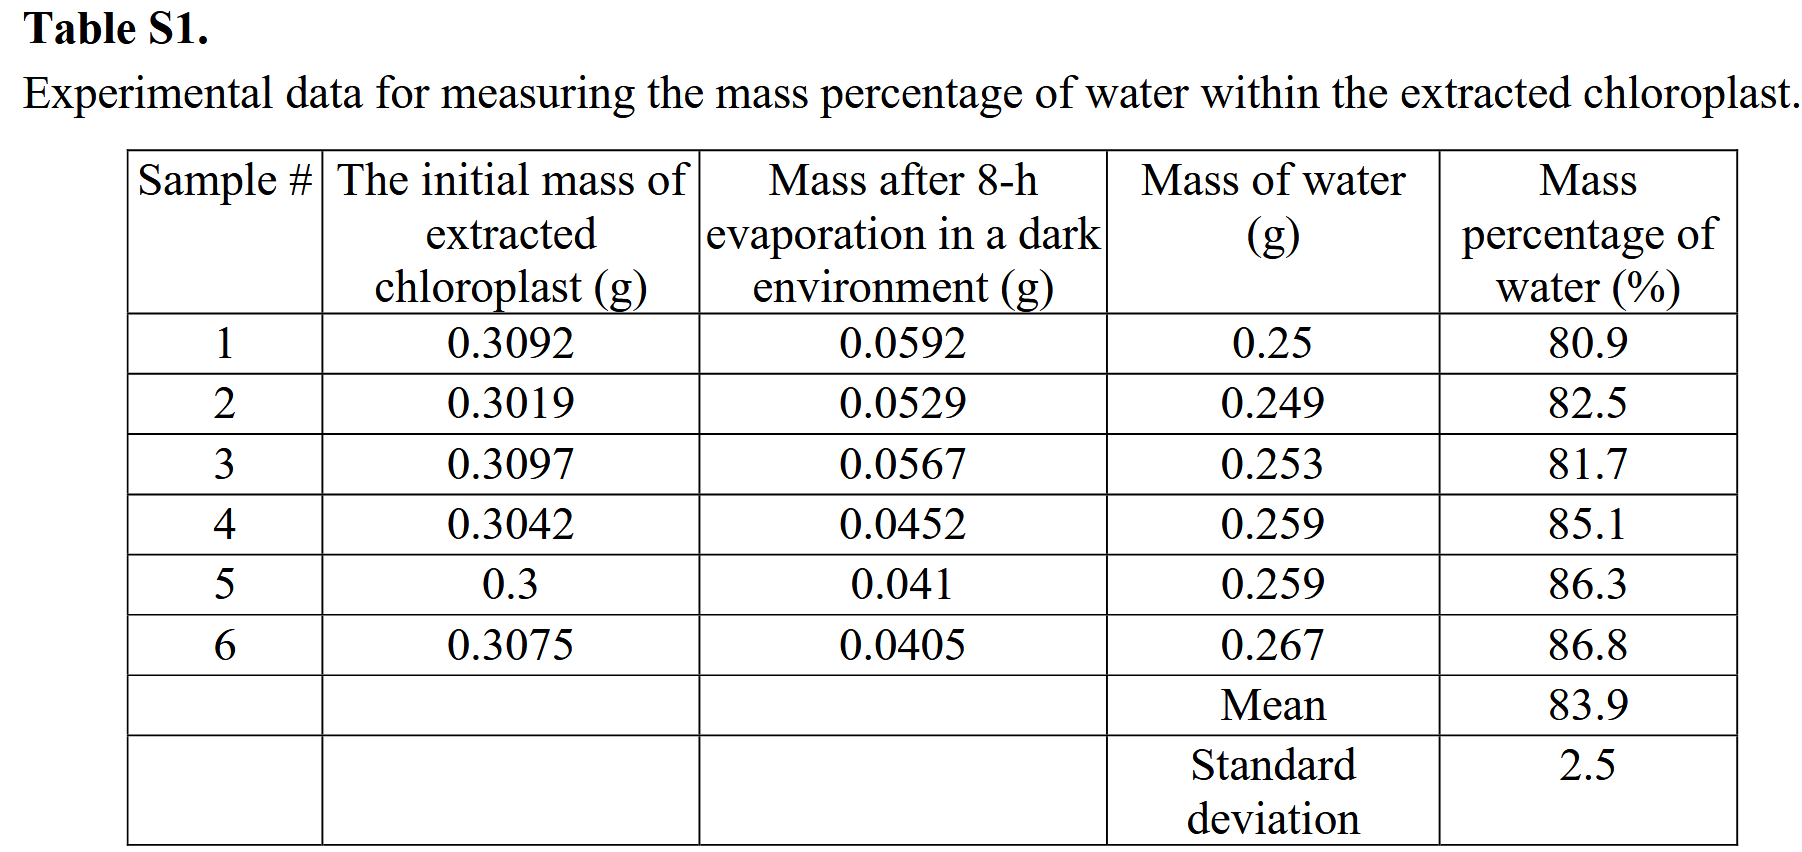 Table S1.
Experimental data for measuring the mass percentage of water within the extracted chloroplast.
Sample # The initial mass of extracted chloroplast (g) Mass after 8-h evaporation in a dark environment (g) Mass of water (g) Mass percentage of water (%)
1 0.3092 0.0592 0.25 80.9
2 0.3019 0.0529 0.249 82.5
3 0.3097 0.0567 0.253 81.7
4 0.3042 0.0452 0.259 85.1
5 0.3 0.041 0.259 86.3
6 0.3075 0.0405 0.267 86.8
Mean 83.9
Standard deviation 2.5